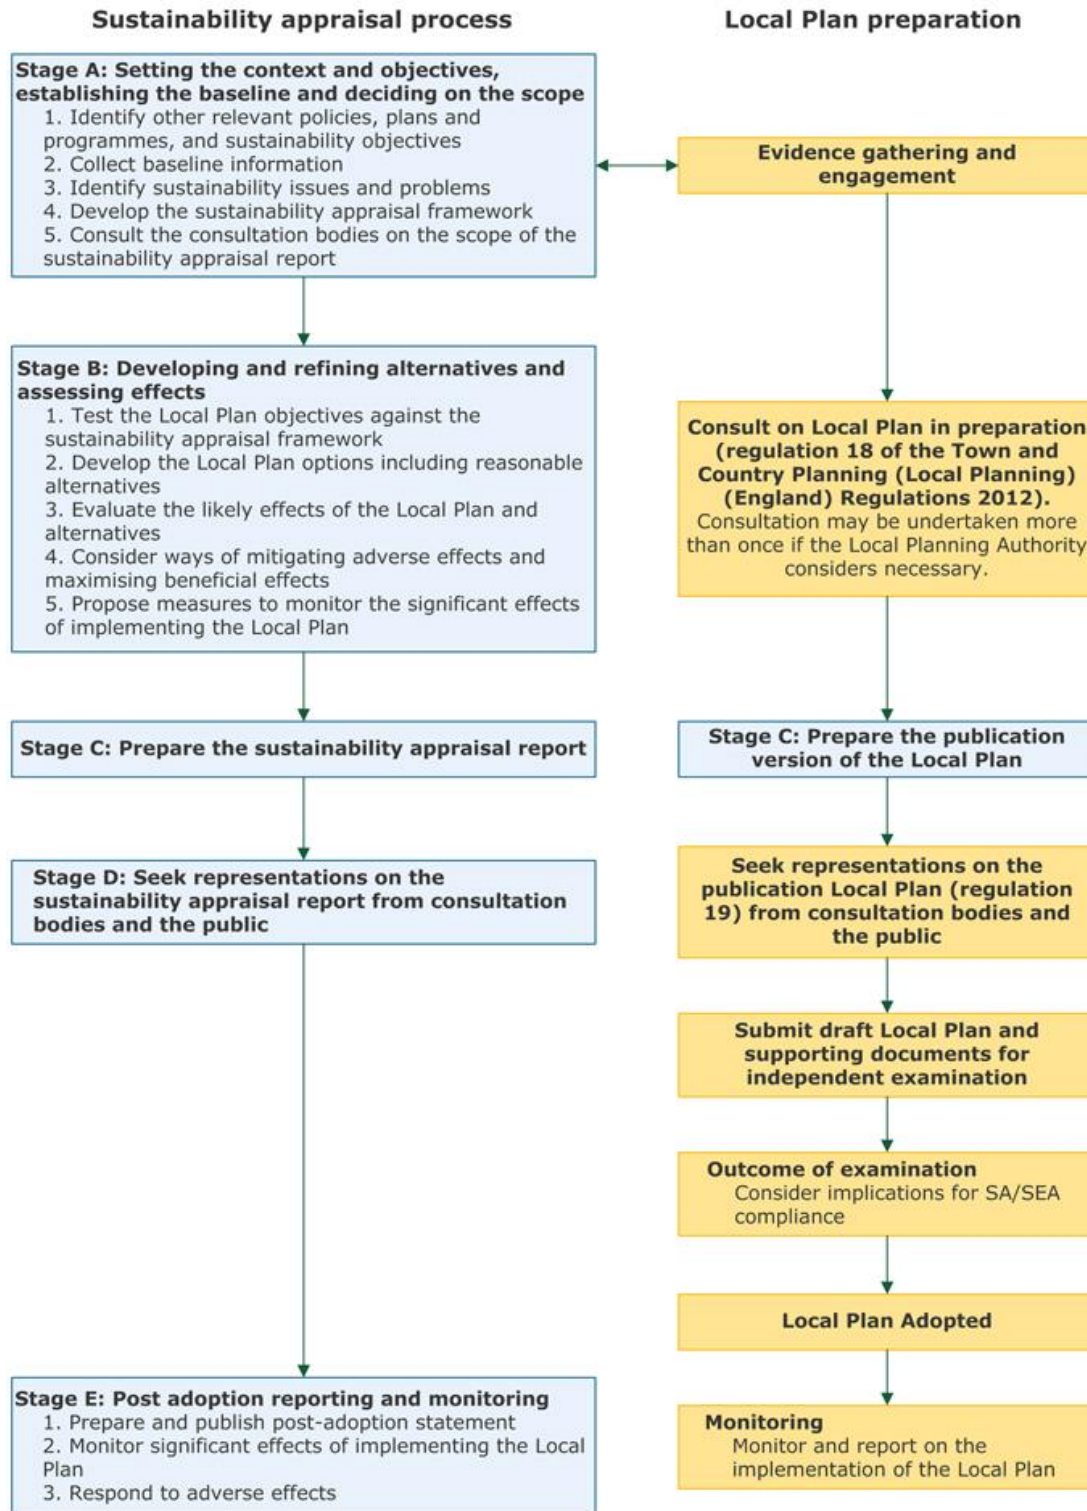 Sustainability appraisal process
Local Plan preparation
Stage A: Setting the context and objectives,
establishing the baseline and deciding on the scope
1. Identify other relevant policies, plans and
programmes, and sustainability objectives
2. Collect baseline information
3. Identify sustainability issues and problems
4. Develop the sustainability appraisal framework
5. Consult the consultation bodies on the scope of the
sustainability appraisal report
Evidence gathering and
engagement
Stage B: Developing and refining alternatives and
assessing effects
1. Test the Local Plan objectives against the
sustainability appraisal framework
2. Develop the Local Plan options including reasonable
alternatives
3. Evaluate the likely effects of the Local Plan and
alternatives
4. Consider ways of mitigating adverse effects and
maximising beneficial effects
5. Propose measures to monitor the significant effects
of implementing the Local Plan
Consult on Local Plan in preparation
(regulation 18 of the Town and
Country Planning (Local Planning)
(England) Regulations 2012).
Consultation may be undertaken more
than once if the Local Planning Authority
considers necessary.
Stage C: Prepare the sustainability appraisal report
Stage C: Prepare the publication
version of the Local Plan
Stage D: Seek representations on the
sustainability appraisal report from consultation
bodies and the public
Seek representations on the
publication Local Plan (regulation
19) from consultation bodies and
the public
Submit draft Local Plan and
supporting documents for
independent examination
Outcome of examination
Consider implications for SA/SEA
compliance
Local Plan Adopted
Stage E: Post adoption reporting and monitoring
1. Prepare and publish post-adoption statement
2. Monitor significant effects of implementing the Local
Plan
3. Respond to adverse effects
Monitoring
Monitor and report on the
implementation of the Local Plan